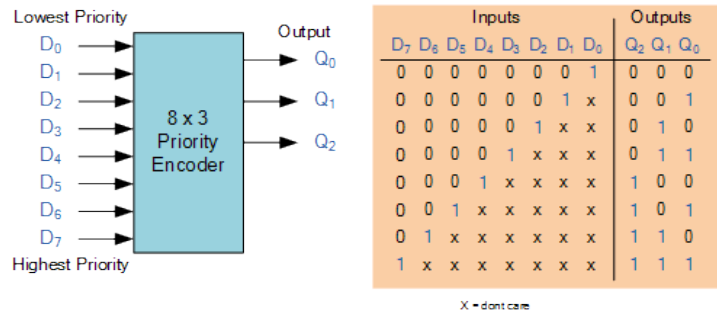 Lowest Priority
D0
D1
D2
D3
D4
D5
D6
D7
Highest Priority
8 x 3
Priority
Encoder
Output
Q0
Q1
Q2
Inputs Outputs
D7 D6 D5 D4 D3 D2 D1 D0 Q2 Q1 Q0
0 0 0 0 0 0 0 1 0 0 0
0 0 0 0 0 0 1 x 0 0 1
0 0 0 0 0 1 x x 0 1 0
0 0 0 0 1 x x x 0 1 1
0 0 0 1 x x x x 1 0 0
0 0 1 x x x x x 1 0 1
0 1 x x x x x x 1 1 0
1 x x x x x x x 1 1 1
X = dont care